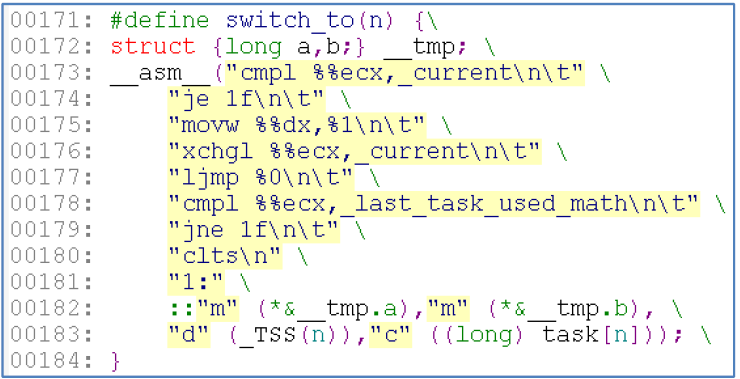 00171: #define switch_to(n) {\
00172: struct {long a,b;} __tmp; \
00173: __asm__("cmpl %%ecx,_current\n\t" \
00174:     "je 1f\n\t" \
00175:     "movw %%dx,%1\n\t" \
00176:     "xchgl %%ecx,_current\n\t" \
00177:     "ljmp %0\n\t" \
00178:     "cmpl %%ecx,_last_task_used_math\n\t" \
00179:     "jne 1f\n\t" \
00180:     "clts\n" \
00181:     "1:" \
00182:     ::"m" (*&__tmp.a),"m" (*&__tmp.b), \
00183:     "d" (_TSS(n)),"c" ((long) task[n])); \
00184: }